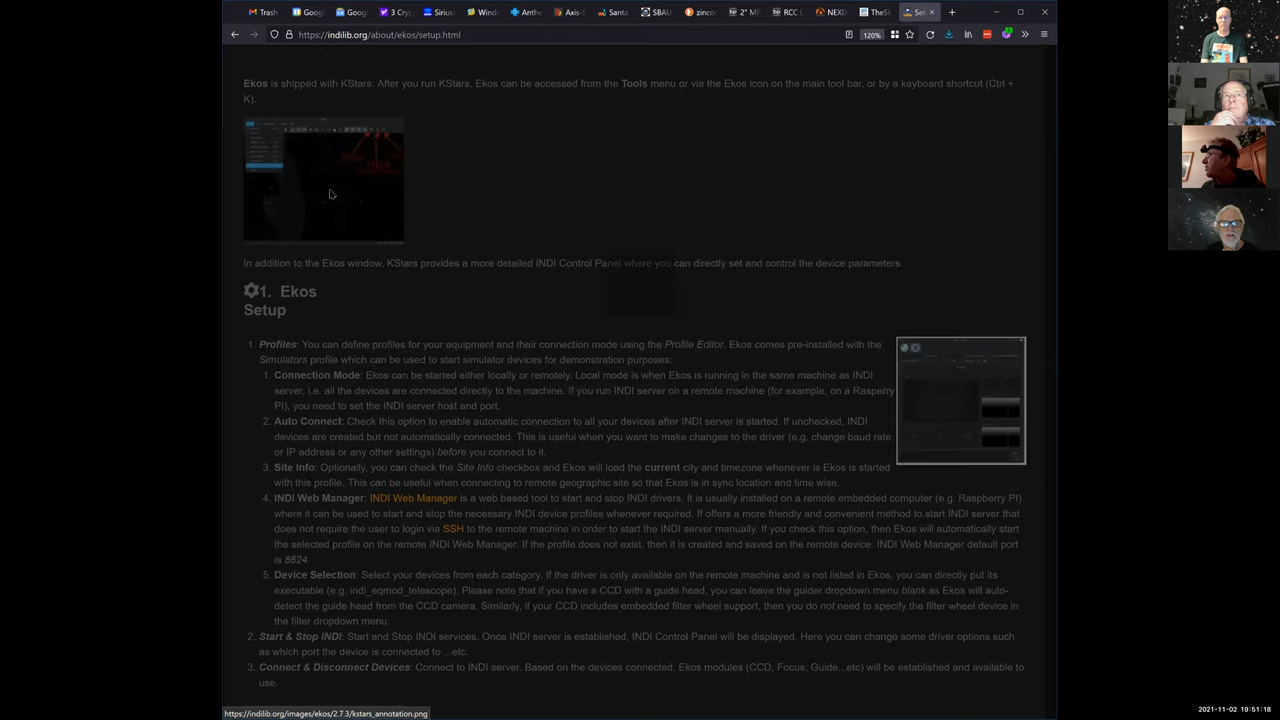 Trash
Googl
Goog
3 Cryp
Sirius
Windo
Anthe
Axis-S
Santa
SBAU
zincor
2" MP
RCC I
NEXD
TheSk
Set
https://indilib.org/about/ekos/setup.html
120%
Ekos is shipped with KStars. After you run KStars, Ekos can be accessed from the Tools menu or via the Ekos icon on the main tool bar, or by a keyboard shortcut (Ctrl +
K).
In addition to the Ekos window, KStars provides a more detailed INDI Control Panel where you can directly set and control the device parameters.
1. Ekos
Setup
1. Profiles: You can define profiles for your equipment and their connection mode using the Profile Editor. Ekos comes pre-installed with the
Simulators profile which can be used to start simulator devices for demonstration purposes:
1. Connection Mode: Ekos can be started either locally or remotely. Local mode is when Ekos is running in the same machine as INDI
server, i.e. all the devices are connected directly to the machine. If you run INDI server on a remote machine (for example, on a Rasperry
PI), you need to set the INDI server host and port.
2. Auto Connect: Check this option to enable automatic connection to all your devices after INDI server is started. If unchecked, INDI
devices are created but not automatically connected. This is useful when you want to make changes to the driver (e.g. change baud rate
or IP address or any other settings) before you connect to it.
3. Site Info: Optionally, you can check the Site Info checkbox and Ekos will load the current city and timezone whenever is Ekos is started
with this profile. This can be useful when connecting to remote geographic site so that Ekos is in sync location and time wise.
4. INDI Web Manager: INDI Web Manager is a web based tool to start and stop INDI drivers. It is usually installed on a remote embedded computer (e.g. Raspberry PI)
where it can be used to start and stop the necessary INDI device profiles whenever required. If offers a more friendly and convenient method to start INDI server that
does not require the user to login via SSH to the remote machine in order to start the INDI server manually. If you check this option, then Ekos will automatically start
the selected profile on the remote INDI Web Manager. If the profile does not exist, then it is created and saved on the remote device. INDI Web Manager default port
is 8624.
5. Device Selection: Select your devices from each category. If the driver is only available on the remote machine and is not listed in Ekos, you can directly put its
executable (e.g. indi_eqmod_telescope). Please note that if you have a CCD with a guide head, you can leave the guider dropdown menu blank as Ekos will auto-
detect the guide head from the CCD camera. Similarly, if your CCD includes embedded filter wheel support, then you do not need to specify the filter wheel device in
the filter dropdown menu.
2. Start & Stop INDI: Start and Stop INDI services. Once INDI server is established, INDI Control Panel will be displayed. Here you can change some driver options such
as which port the device is connected to ...etc.
3. Connect & Disconnect Devices: Connect to INDI server. Based on the devices connected, Ekos modules (CCD, Focus, Guide...etc) will be established and available to
use.
https://indilib.org/images/ekos/2.7.3/kstars_annotation.png
2021-11-02 19:51:18